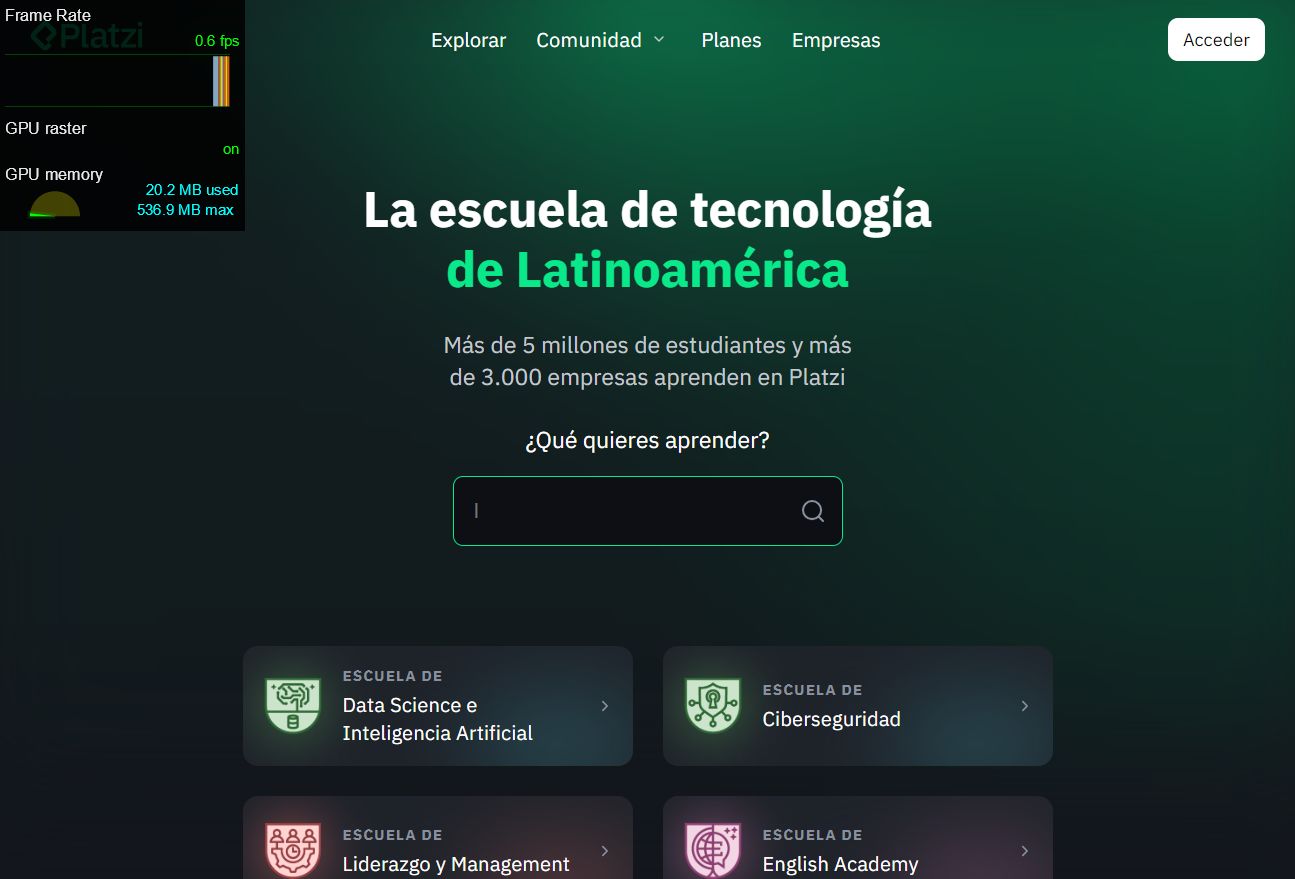 Frame Rate
Platzi
0.6 fps
GPU raster
on
GPU memory
20.2 MB used
536.9 MB max
Explorar
Comunidad
Planes
Empresas
Acceder
La escuela de tecnología
de Latinoamérica
Más de 5 millones de estudiantes y más
de 3.000 empresas aprenden en Platzi
¿Qué quieres aprender?
ESCUELA DE
Data Science e
Inteligencia Artificial
ESCUELA DE
Ciberseguridad
ESCUELA DE
Liderazgo y Management
ESCUELA DE
English Academy